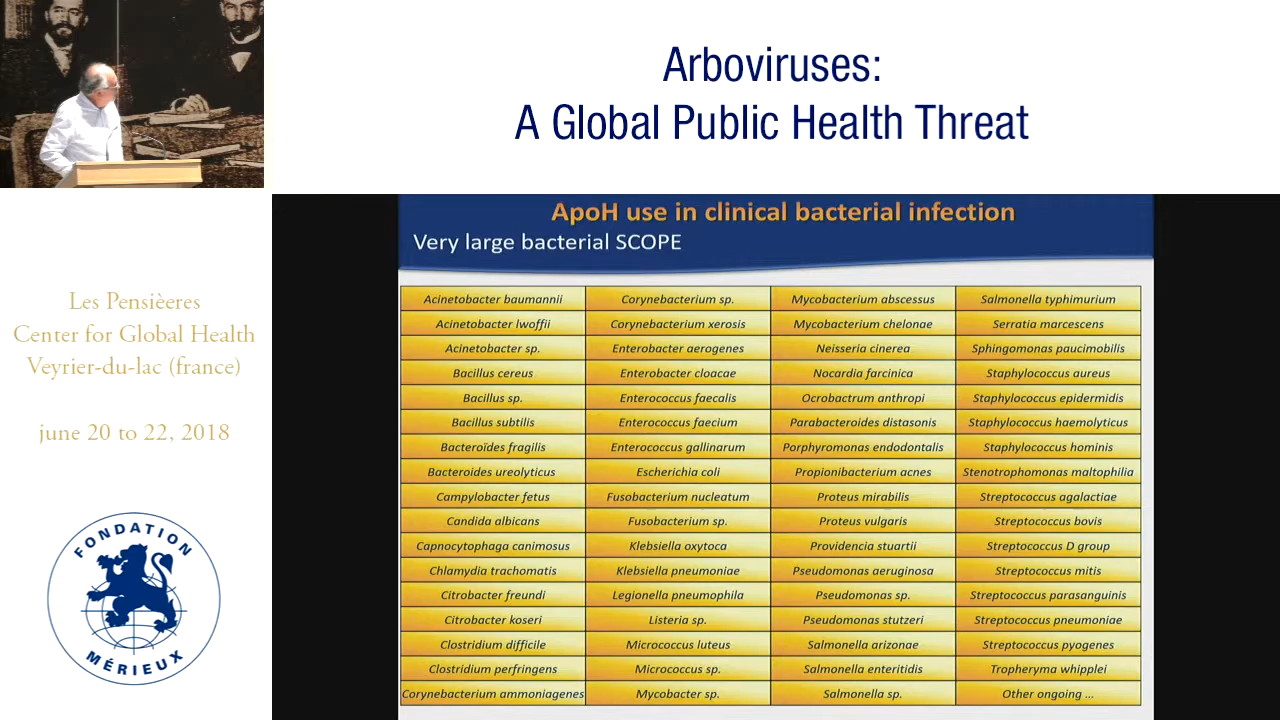 Arboviruses:
A Global Public Health Threat
Les Pensièeres
Center for Global Health
Veyrier-du-lac (france)
june 20 to 22, 2018
FONDATION
MÉRIEUX
ApoH use in clinical bacterial infection
Very large bacterial SCOPE
Acinetobacter baumannii Corynebacterium sp. Mycobacterium abscessus Salmonella typhimurium
Acinetobacter lwoffii Corynebacterium xerosis Mycobacterium chelonae Serratia marcescens
Acinetobacter sp. Enterobacter aerogenes Neisseria cinerea Sphingomonas paucimobilis
Bacillus cereus Enterobacter cloacae Nocardia farcinica Staphylococcus aureus
Bacillus sp. Enterococcus faecalis Ocrobactrum anthropi Staphylococcus epidermidis
Bacillus subtilis Enterococcus faecium Parabacteroides distasonis Staphylococcus haemolyticus
Bacteroïdes fragilis Enterococcus gallinarum Porphyromonas endodontalis Staphylococcus hominis
Bacteroides ureolyticus Escherichia coli Propionibacterium acnes Stenotrophomonas maltophilia
Campylobacter fetus Fusobacterium nucleatum Proteus mirabilis Streptococcus agalactiae
Candida albicans Fusobacterium sp. Proteus vulgaris Streptococcus bovis
Capnocytophaga canimosus Klebsiella oxytoca Providencia stuartii Streptococcus D group
Chlamydia trachomatis Klebsiella pneumoniae Pseudomonas aeruginosa Streptococcus mitis
Citrobacter freundi Legionella pneumophila Pseudomonas sp. Streptococcus parasanguinis
Citrobacter koseri Listeria sp. Pseudomonas stutzeri Streptococcus pneumoniae
Clostridium difficile Micrococcus luteus Salmonella arizonae Streptococcus pyogenes
Clostridium perfringens Micrococcus sp. Salmonella enteritidis Tropheryma whipplei
Corynebacterium ammoniagenes Mycobacter sp. Salmonella sp. Other ongoing ...